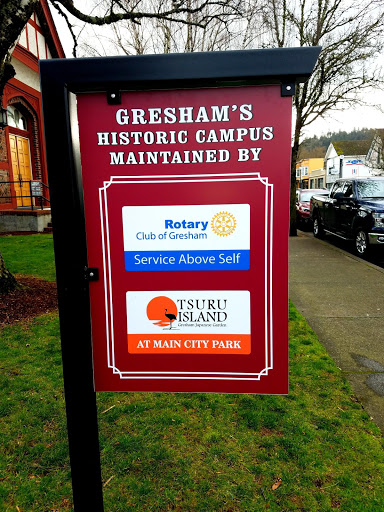 GRESHAM'S
HISTORIC CAMPUS
MAINTAINED BY
Rotary
Club of Gresham
Service Above Self
TSURU
ISLAND
Gresham Japanese Garden
AT MAIN CITY PARK